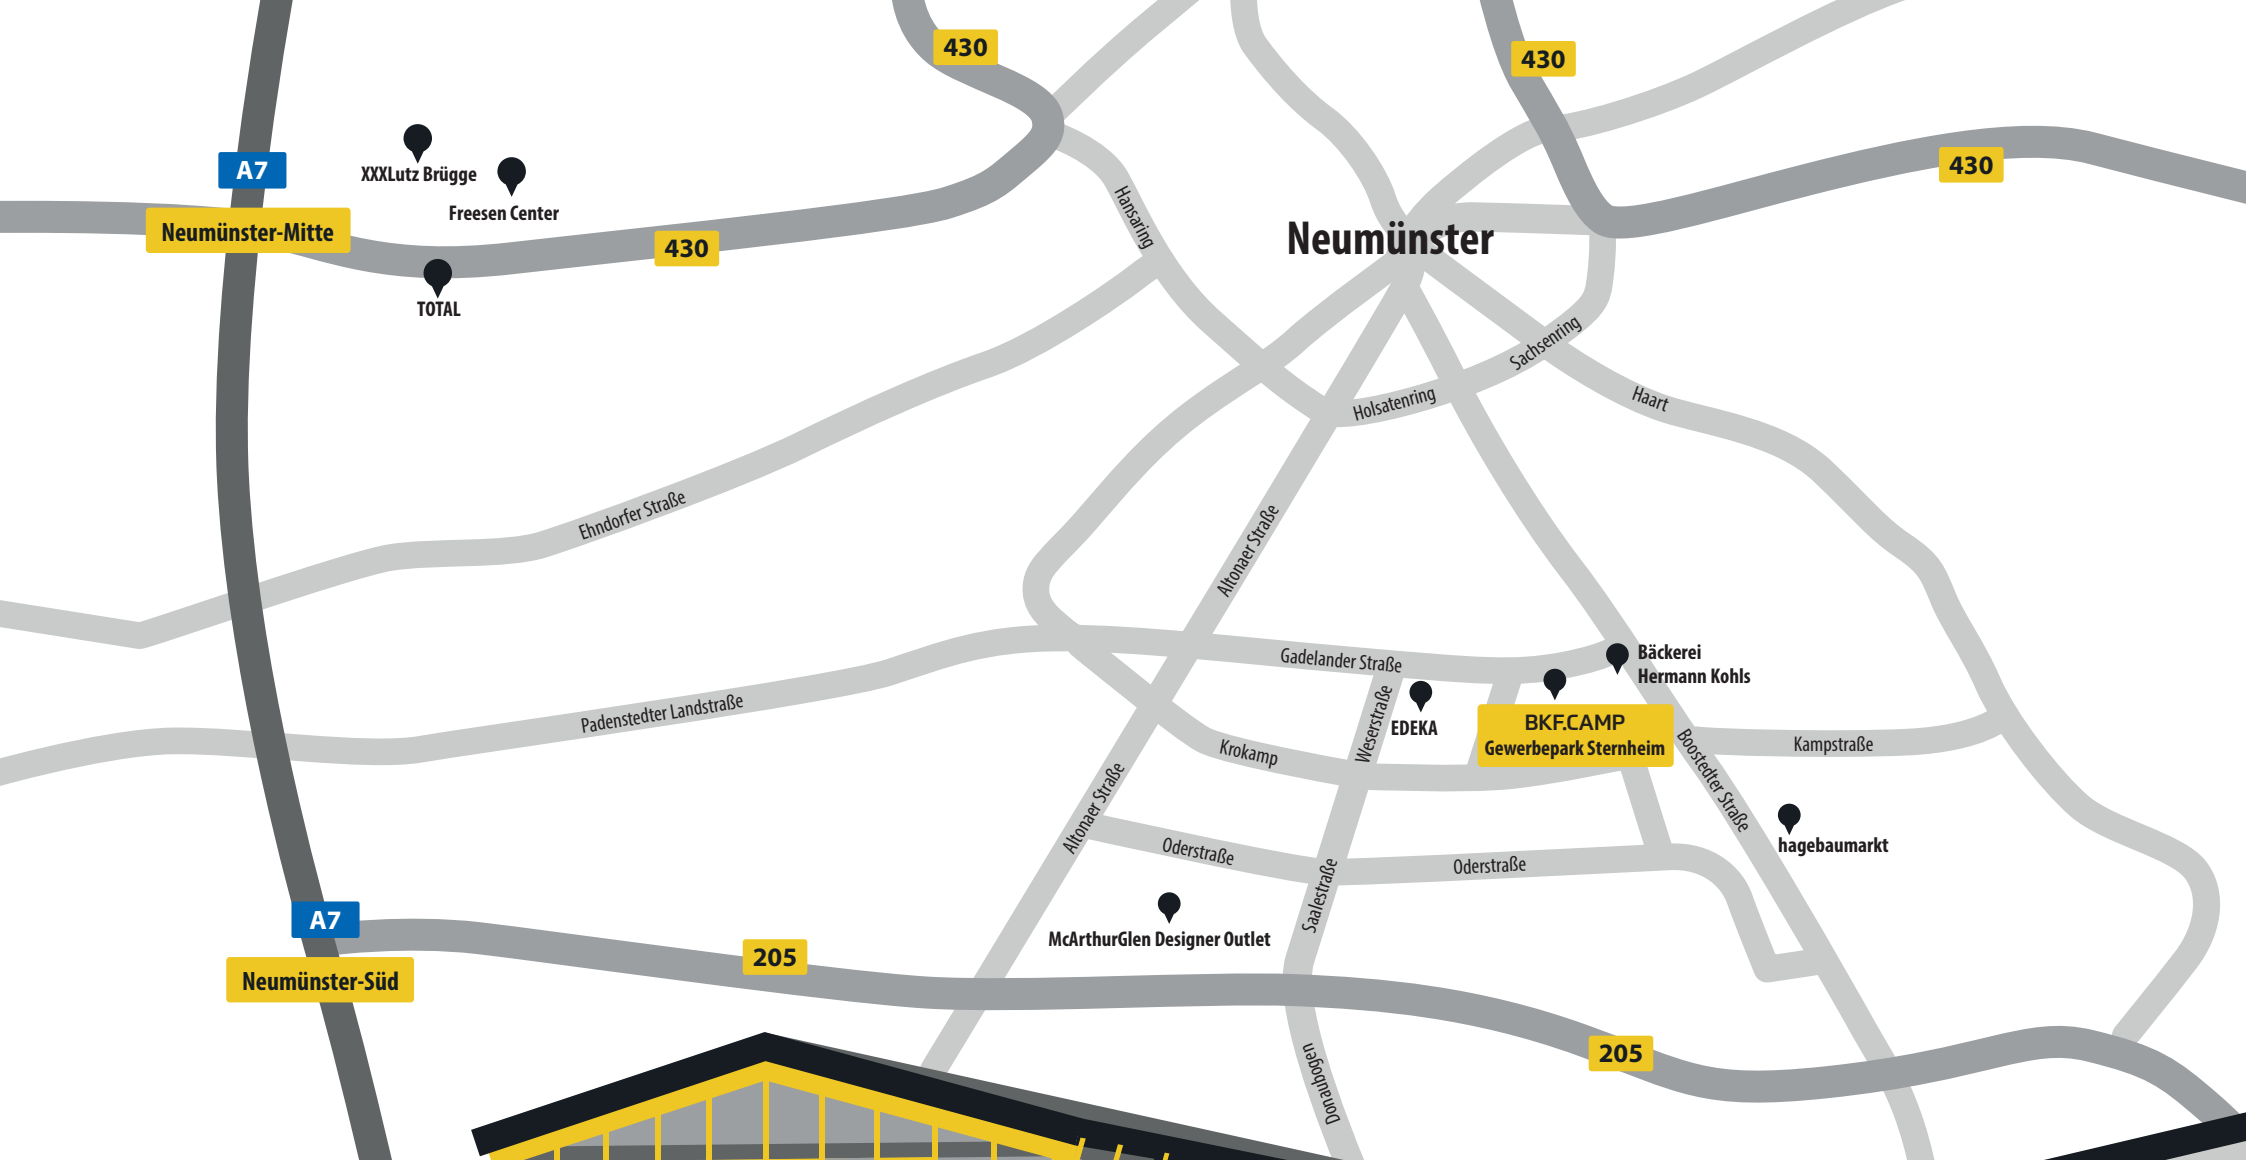 430
430
430
A7
XXXLutz Brügge
Freesen Center
Neumünster-Mitte
430
TOTAL
Hansaring
Neumünster
Sachsenring
Holsatenring
Haart
Ehndorfer Straße
Altonaer Straße
Gadelander Straße
Bäckerei
Hermann Kohls
Padenstedter Landstraße
Weserstraße
EDEKA
BKF.CAMP
Gewerbepark Sternheim
Krokamp
Boostedter Straße
Kampstraße
Altonaer Straße
Oderstraße
Oderstraße
hagebaumarkt
Saalestraße
McArthurGlen Designer Outlet
A7
Neumünster-Süd
205
205
Donaubogen